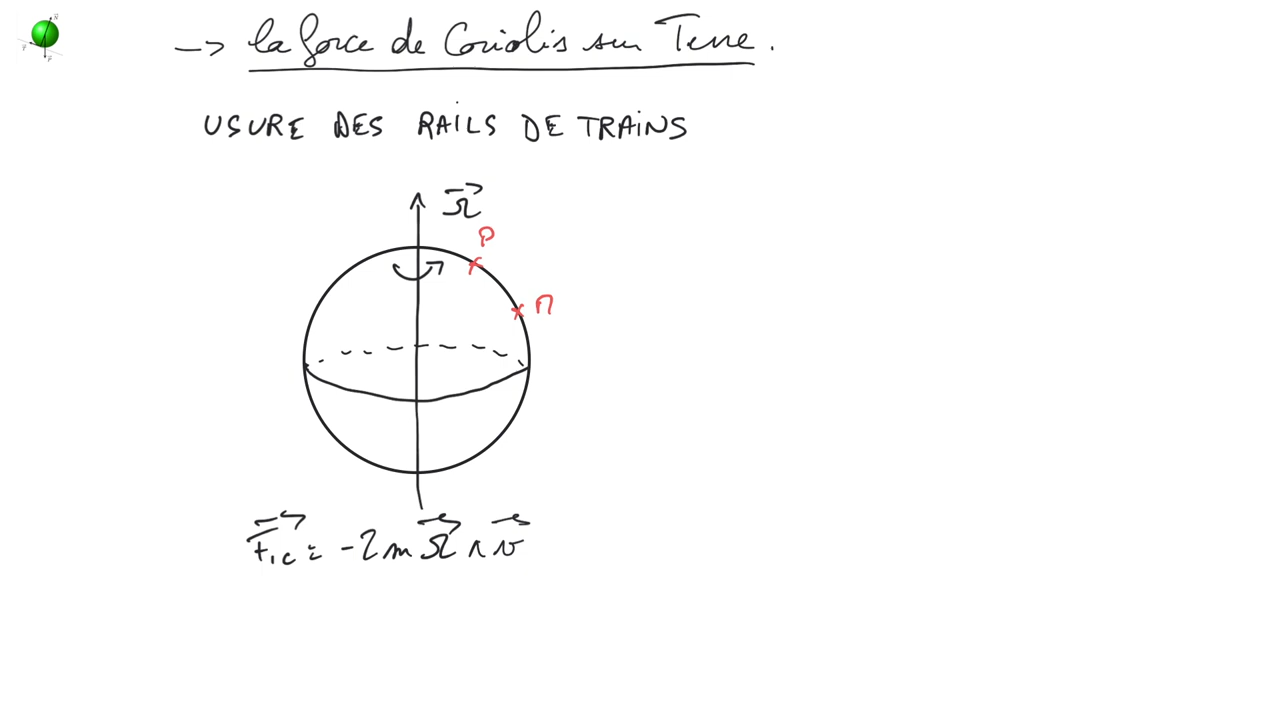 -> la force de Coriolis sur Terre.
USURE DES RAILS DE TRAINS
Ω
P
M
F_ic = -2m Ω ∧ v